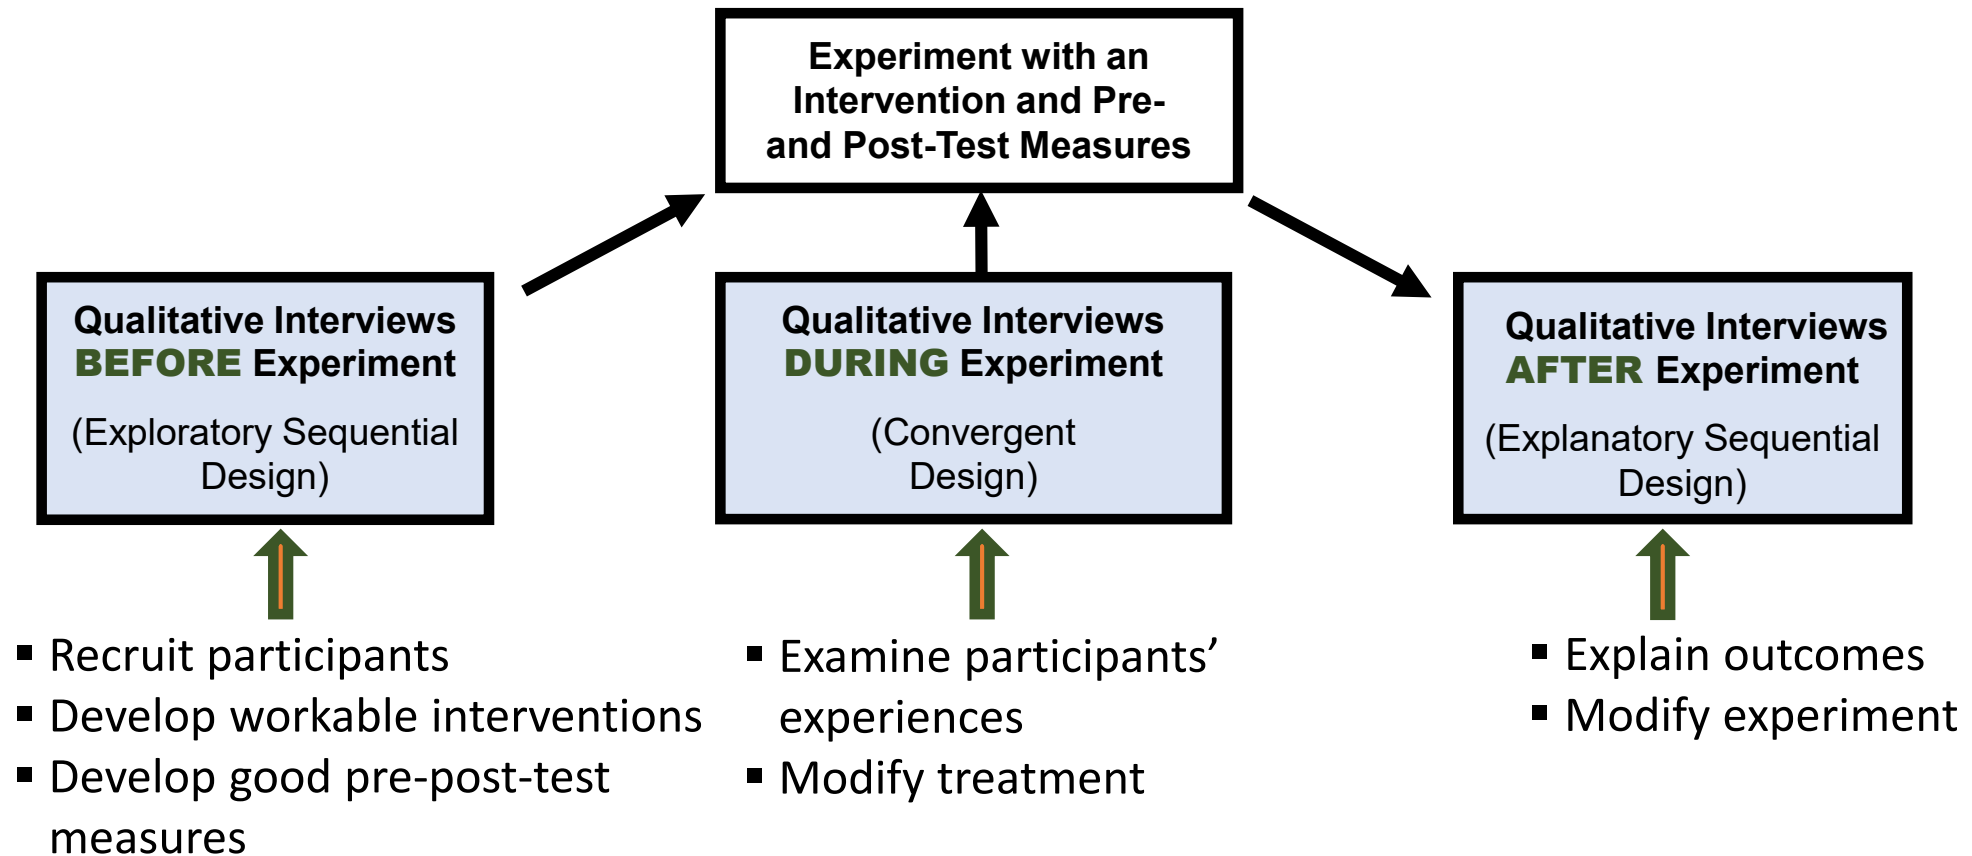 Experiment with an
Intervention and Pre-
and Post-Test Measures
Qualitative Interviews
BEFORE Experiment
(Exploratory Sequential
Design)
Qualitative Interviews
DURING Experiment
(Convergent
Design)
Qualitative Interviews
AFTER Experiment
(Explanatory Sequential
Design)
▪ Recruit participants
▪ Develop workable interventions
▪ Develop good pre-post-test
measures
▪ Examine participants’
experiences
▪ Modify treatment
▪ Explain outcomes
▪ Modify experiment